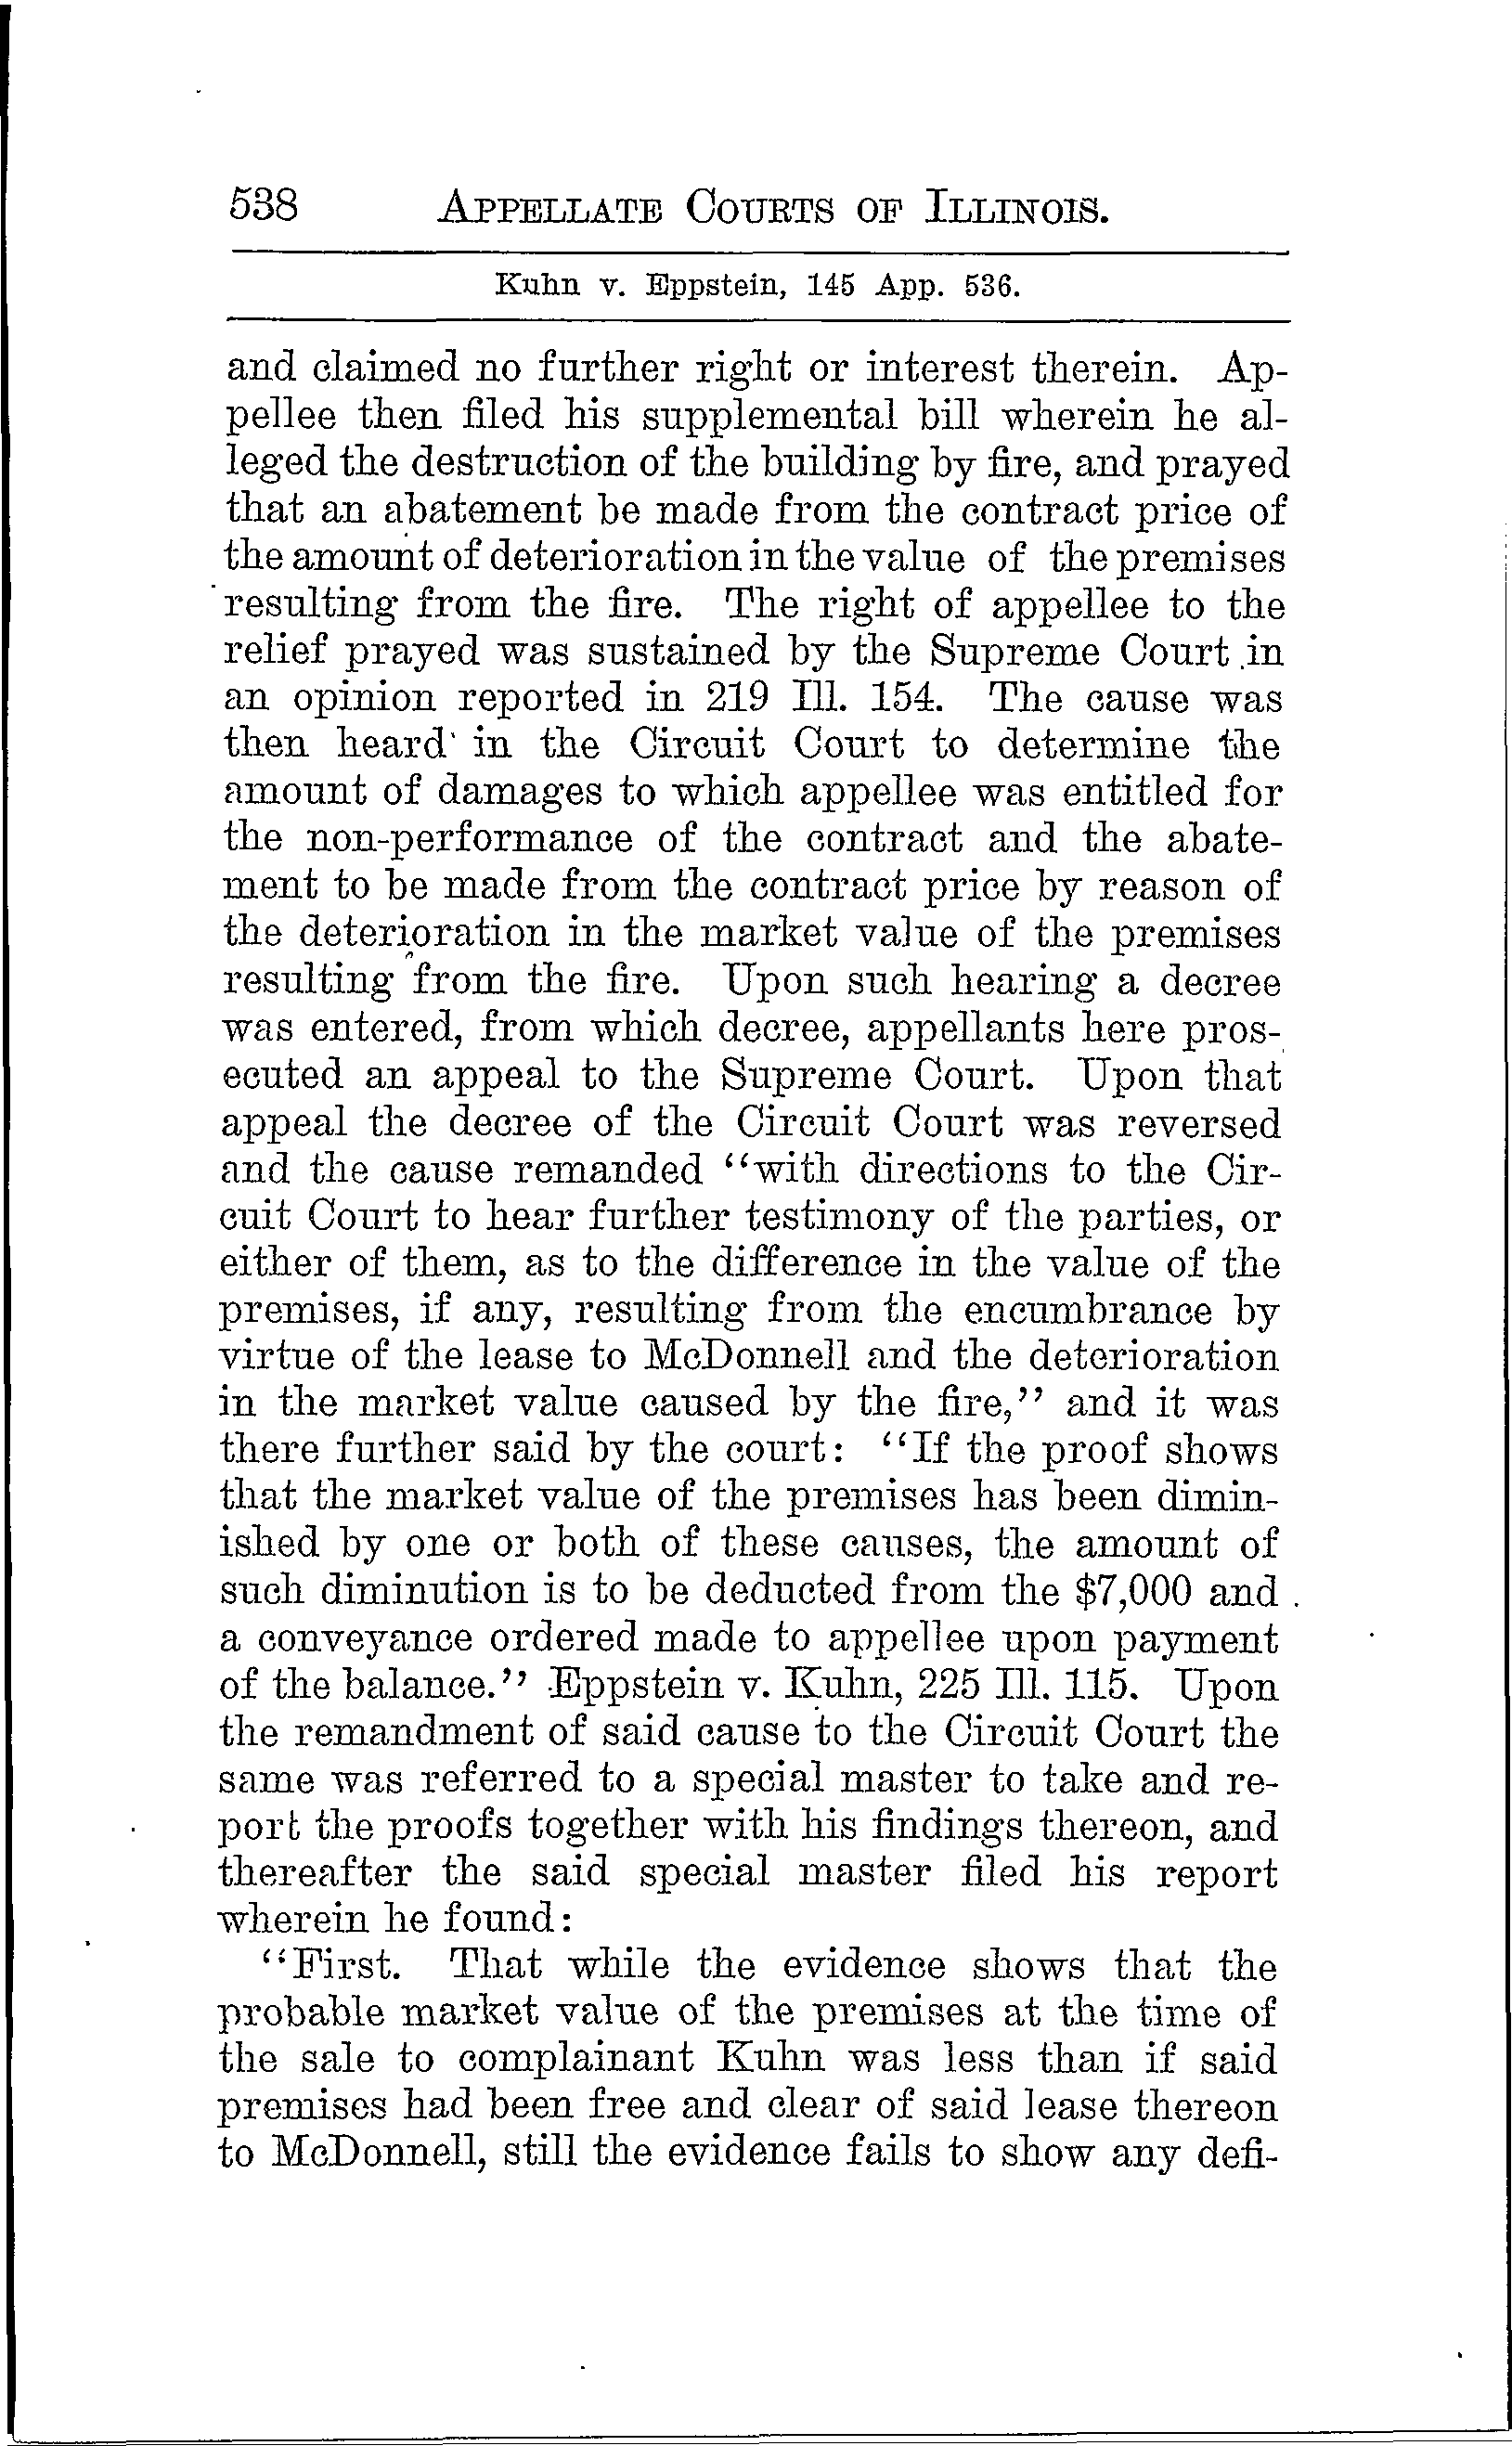 538 APPELLATE COURTS OF ILLINOIS.
Kuhn v. Eppstein, 145 App. 536.
and claimed no further right or interest therein. Ap-
pellee then filed his supplemental bill wherein he al-
leged the destruction of the building by fire, and prayed
that an abatement be made from the contract price of
the amount of deterioration in the value of the premises
resulting from the fire. The right of appellee to the
relief prayed was sustained by the Supreme Court in
an opinion reported in 219 Ill. 154. The cause was
then heard in the Circuit Court to determine the
amount of damages to which appellee was entitled for
the non-performance of the contract and the abate-
ment to be made from the contract price by reason of
the deterioration in the market value of the premises
resulting from the fire. Upon such hearing a decree
was entered, from which decree, appellants here pros-
ecuted an appeal to the Supreme Court. Upon that
appeal the decree of the Circuit Court was reversed
and the cause remanded "with directions to the Cir-
cuit Court to hear further testimony of the parties, or
either of them, as to the difference in the value of the
premises, if any, resulting from the encumbrance by
virtue of the lease to McDonnell and the deterioration
in the market value caused by the fire," and it was
there further said by the court: "If the proof shows
that the market value of the premises has been dimin-
ished by one or both of these causes, the amount of
such diminution is to be deducted from the $7,000 and
a conveyance ordered made to appellee upon payment
of the balance." Eppstein v. Kuhn, 225 Ill. 115. Upon
the remandment of said cause to the Circuit Court the
same was referred to a special master to take and re-
port the proofs together with his findings thereon, and
thereafter the said special master filed his report
wherein he found:
"First. That while the evidence shows that the
probable market value of the premises at the time of
the sale to complainant Kuhn was less than if said
premises had been free and clear of said lease thereon
to McDonnell, still the evidence fails to show any defi-